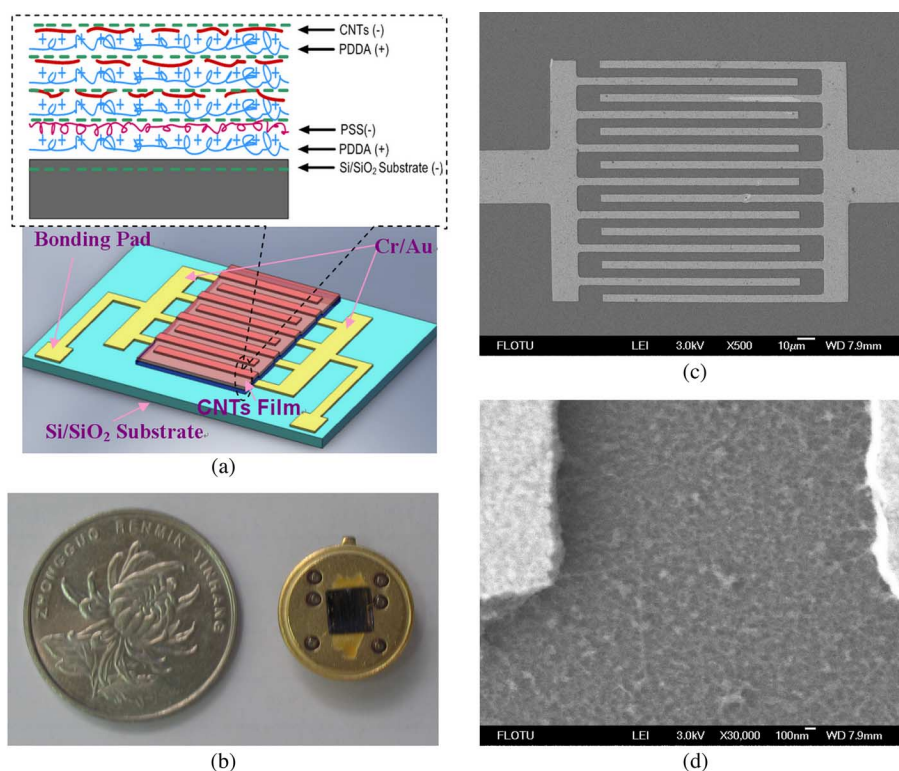 CNTs (-)
PDDA (+)
PSS(-)
PDDA (+)
Si/SiO₂ Substrate (-)
Bonding Pad
Cr/Au
CNTs Film
Si/SiO₂ Substrate
(a)
ZHONGGUO RENMIN YINHANG
(b)
FLOTU LEI 3.0kV X500 10µm WD 7.9mm
(c)
FLOTU LEI 3.0kV X30,000 100nm WD 7.9mm
(d)